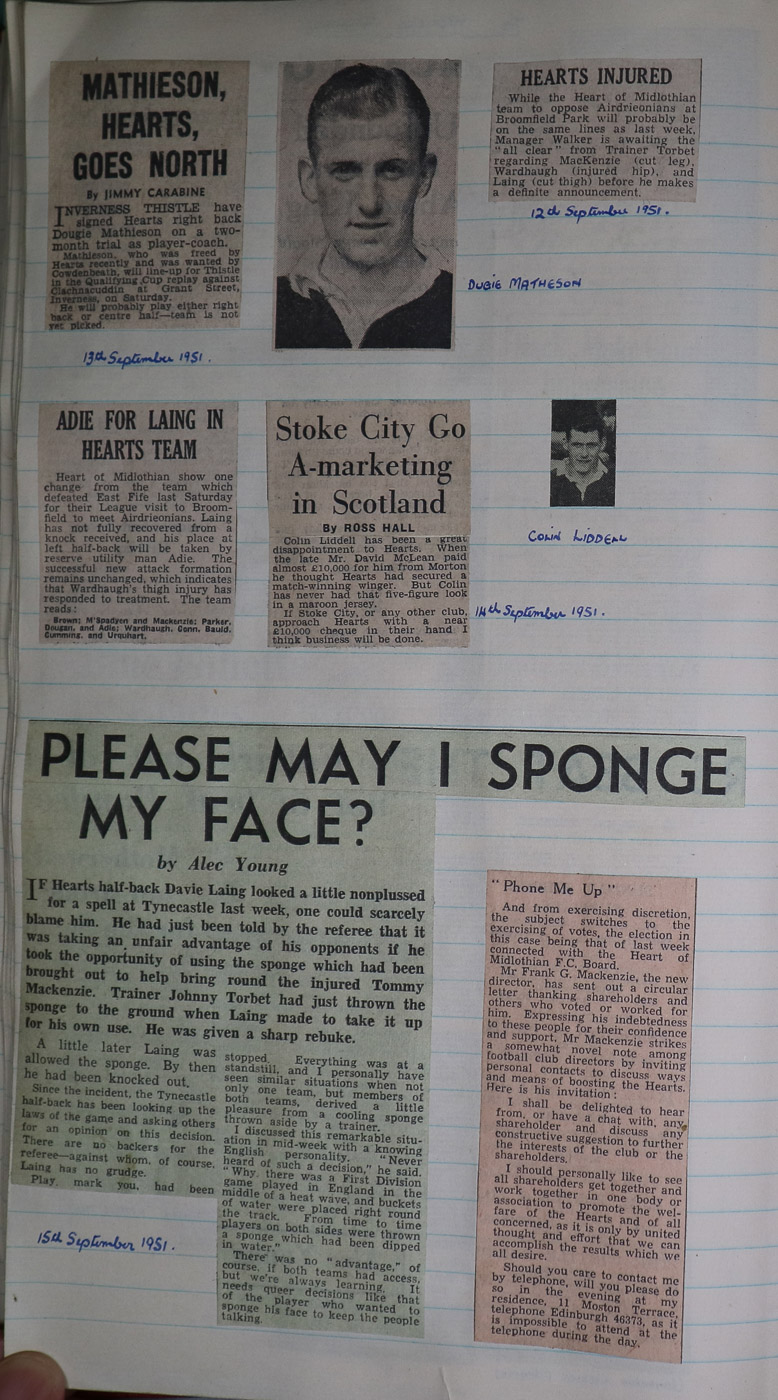 MATHIESON,
HEARTS,
GOES NORTH
By JIMMY CARABINE
INVERNESS THISTLE have
signed Hearts right back
Dougie Mathieson on a two-
month trial as player-coach.
Mathieson, who was freed by
Hearts recently and was wanted by
Cowdenbeath, will line-up for Thistle
in the Qualifying Cup replay against
Clachnacuddin at Grant Street,
Inverness, on Saturday.
He will probably play either right
back or centre half—team is not
yet picked.
13th September 1951.
HEARTS INJURED
While the Heart of Midlothian
team to oppose Airdrieonians at
Broomfield Park will probably be
on the same lines as last week,
Manager Walker is awaiting the
"all clear" from Trainer Torbet
regarding MacKenzie (cut leg),
Wardhaugh (injured hip), and
Laing (cut thigh) before he makes
a definite announcement.
12th September 1951.
DUGIE MATHESON
ADIE FOR LAING IN
HEARTS TEAM
Heart of Midlothian show one
change from the team which
defeated East Fife last Saturday
for their League visit to Broom-
field to meet Airdrieonians. Laing
has not fully recovered from a
knock received, and his place at
left half-back will be taken by
reserve utility man Adie. The
successful new attack formation
remains unchanged, which indicates
that Wardhaugh's thigh injury has
responded to treatment. The team
reads:
Brown; M'Spadyen and Mackenzie; Parker,
Dougan, and Adie; Wardhaugh, Conn, Bauld,
Cumming, and Urquhart.
Stoke City Go
A-marketing
in Scotland
By ROSS HALL
Colin Liddell has been a great
disappointment to Hearts. When
the late Mr. David McLean paid
almost £10,000 for him from Morton
he thought Hearts had secured a
match-winning winger. But Colin
has never had that five-figure look
in a maroon jersey.
If Stoke City, or any other club,
approach Hearts with a near
£10,000 cheque in their hand I
think business will be done.
COLIN LIDDELL
14th September 1951.
PLEASE MAY I SPONGE
MY FACE?
by Alec Young
IF Hearts half-back Davie Laing looked a little nonplussed
for a spell at Tynecastle last week, one could scarcely
blame him. He had just been told by the referee that it
was taking an unfair advantage of his opponents if he
took the opportunity of using the sponge which had been
brought out to help bring round the injured Tommy
Mackenzie. Trainer Johnny Torbet had just thrown the
sponge to the ground when Laing made to take it up
for his own use. He was given a sharp rebuke.
A little later Laing was
allowed the sponge. By then
he had been knocked out.
Since the incident, the Tynecastle
half-back has been looking up the
laws of the game and asking others
for an opinion on this decision.
There are no backers for the
referee—against whom, of course,
Laing has no grudge.
Play, mark you, had been
stopped. Everything was at a
standstill, and I personally have
seen similar situations when not
only one team, but members of
both teams, derived a little
pleasure from a cooling sponge
thrown aside by a trainer.
I discussed this remarkable situ-
ation in mid-week with a knowing
English personality. "Never
heard of such a decision," he said.
"Why, there was a First Division
game played in England in the
middle of a heat wave, and buckets
of water were placed right round
the track. From time to time
players on both sides were thrown
a sponge which had been dipped
in water."
There was no "advantage," of
course, if both teams had access,
but we're always learning. It
needs queer decisions like that
of the player who wanted to
sponge his face to keep the people
talking.
15th September 1951.
"Phone Me Up"
And from exercising discretion,
the subject switches to the
exercising of votes, the election in
this case being that of last week
connected with the Heart of
Midlothian F.C. Board.
Mr Frank G. Mackenzie, the new
director, has sent out a circular
letter thanking shareholders and
others who voted or worked for
him. Expressing his indebtedness
to these people for their confidence
and support, Mr Mackenzie strikes
a somewhat novel note among
football club directors by inviting
personal contacts to discuss ways
and means of boosting the Hearts.
Here is his invitation:
I shall be delighted to hear
from, or have a chat with, any
shareholder and discuss any
constructive suggestion to further
the interests of the club or the
shareholders.
I should personally like to see
all shareholders get together and
work together in one body or
association to promote the wel-
fare of the Hearts and of all
concerned, as it is only by united
thought and effort that we can
accomplish the results which we
all desire.
Should you care to contact me
by telephone, will you please do
so in the evening at my
residence, 11 Moston Terrace,
telephone Edinburgh 46373, as it
is impossible to attend at the
telephone during the day.